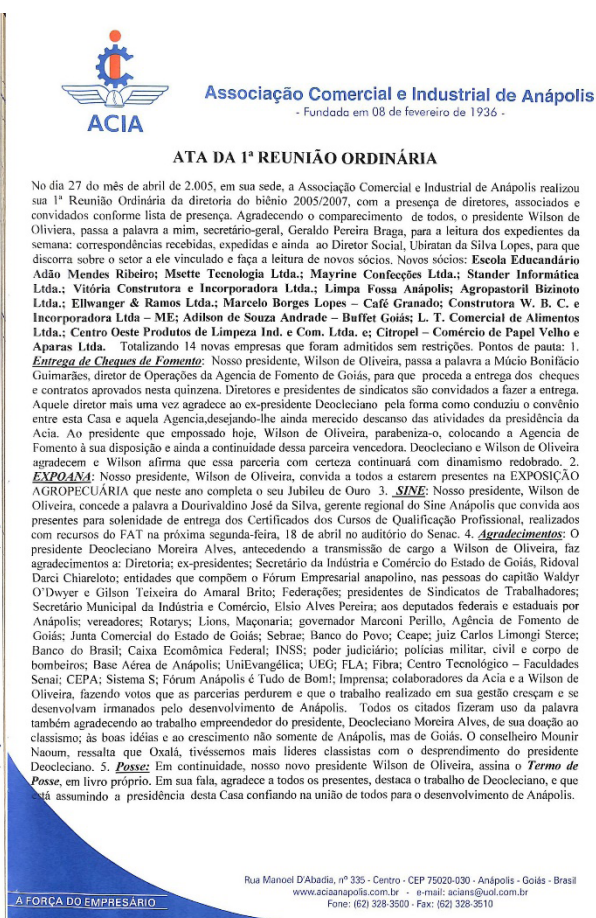 ACIA
Associação Comercial e Industrial de Anápolis
- Fundada em 08 de fevereiro de 1936 -
ATA DA 1ª REUNIÃO ORDINÁRIA
No dia 27 do mês de abril de 2.005, em sua sede, a Associação Comercial e Industrial de Anápolis realizou
sua 1ª Reunião Ordinária da diretoria do biênio 2005/2007, com a presença de diretores, associados e
convidados conforme lista de presença. Agradecendo o comparecimento de todos, o presidente Wilson de
Oliviera, passa a palavra a mim, secretário-geral, Geraldo Pereira Braga, para a leitura dos expedientes da
semana: correspondências recebidas, expedidas e ainda ao Diretor Social, Ubiratan da Silva Lopes, para que
discorra sobre o setor a ele vinculado e faça a leitura de novos sócios. Novos sócios: Escola Educandário
Adão Mendes Ribeiro; Msette Tecnologia Ltda.; Mayrine Confecções Ltda.; Stander Informática
Ltda.; Vitória Construtora e Incorporadora Ltda.; Limpa Fossa Anápolis; Agropastoril Bizinoto
Ltda.; Ellwanger & Ramos Ltda.; Marcelo Borges Lopes – Café Granado; Construtora W. B. C. e
Incorporadora Ltda – ME; Adilson de Souza Andrade – Buffet Goiás; L. T. Comercial de Alimentos
Ltda.; Centro Oeste Produtos de Limpeza Ind. e Com. Ltda. e; Citropel – Comércio de Papel Velho e
Aparas Ltda. Totalizando 14 novas empresas que foram admitidos sem restrições. Pontos de pauta: 1.
Entrega de Cheques de Fomento: Nosso presidente, Wilson de Oliveira, passa a palavra a Múcio Bonifácio
Guimarães, diretor de Operações da Agencia de Fomento de Goiás, para que proceda a entrega dos cheques
e contratos aprovados nesta quinzena. Diretores e presidentes de sindicatos são convidados a fazer a entrega.
Aquele diretor mais uma vez agradece ao ex-presidente Deocleciano pela forma como conduziu o convênio
entre esta Casa e aquela Agencia,desejando-lhe ainda merecido descanso das atividades da presidência da
Acia. Ao presidente que empossado hoje, Wilson de Oliveira, parabeniza-o, colocando a Agencia de
Fomento à sua disposição e ainda a continuidade dessa parceria vencedora. Deocleciano e Wilson de Oliveira
agradecem e Wilson afirma que essa parceria com certeza continuará com dinamismo redobrado. 2.
EXPOANA: Nosso presidente, Wilson de Oliveira, convida a todos a estarem presentes na EXPOSIÇÃO
AGROPECUÁRIA que neste ano completa o seu Jubileu de Ouro 3. SINE: Nosso presidente, Wilson de
Oliveira, concede a palavra a Dourivaldino José da Silva, gerente regional do Sine Anápolis que convida aos
presentes para solenidade de entrega dos Certificados dos Cursos de Qualificação Profissional, realizados
com recursos do FAT na próxima segunda-feira, 18 de abril no auditório do Senac. 4. Agradecimentos: O
presidente Deocleciano Moreira Alves, antecedendo a transmissão de cargo a Wilson de Oliveira, faz
agradecimentos a: Diretoria; ex-presidentes; Secretário da Indústria e Comércio do Estado de Goiás, Ridoval
Darci Chiareloto; entidades que compõem o Fórum Empresarial anapolino, nas pessoas do capitão Waldyr
O'Dwyer e Gilson Teixeira do Amaral Brito; Federações; presidentes de Sindicatos de Trabalhadores;
Secretário Municipal da Indústria e Comércio, Elsio Alves Pereira; aos deputados federais e estaduais por
Anápolis; vereadores; Rotarys; Lions, Maçonaria; governador Marconi Perillo, Agência de Fomento de
Goiás; Junta Comercial do Estado de Goiás; Sebrae; Banco do Povo; Ceape; juiz Carlos Limongi Sterce;
Banco do Brasil; Caixa Ecomômica Federal; INSS; poder judiciário; polícias militar, civil e corpo de
bombeiros; Base Aérea de Anápolis; UniEvangélica; UEG; FLA; Fibra; Centro Tecnológico – Faculdades
Senai; CEPA; Sistema S; Fórum Anápolis é Tudo de Bom!; Imprensa; colaboradores da Acia e a Wilson de
Oliveira, fazendo votos que as parcerias perdurem e que o trabalho realizado em sua gestão cresçam e se
desenvolvam irmanados pelo desenvolvimento de Anápolis. Todos os citados fizeram uso da palavra
também agradecendo ao trabalho empreendedor do presidente, Deocleciano Moreira Alves, de sua doação ao
classismo; às boas idéias e ao crescimento não somente de Anápolis, mas de Goiás. O conselheiro Mounir
Naoum, ressalta que Oxalá, tivéssemos mais lideres classistas com o desprendimento do presidente
Deocleciano. 5. Posse: Em continuidade, nosso novo presidente Wilson de Oliveira, assina o Termo de
Posse, em livro próprio. Em sua fala, agradece a todos os presentes, destaca o trabalho de Deocleciano, e que
está assumindo a presidência desta Casa confiando na união de todos para o desenvolvimento de Anápolis.
Rua Manoel D'Abadia, nº 335 - Centro - CEP 75020-030 - Anápolis - Goiás - Brasil
www.aciaanapolis.com.br - e-mail: acians@uol.com.br
Fone: (62) 328-3500 - Fax: (62) 328-3510
A FORÇA DO EMPRESÁRIO